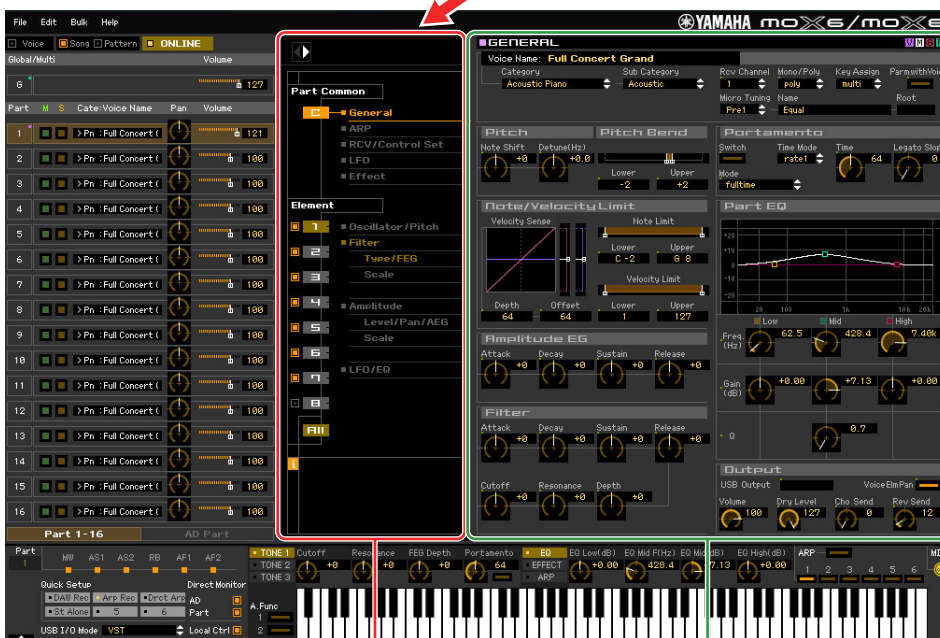 File Edit Bulk Help
YAMAHA MOX6/MOX
Voice Song Pattern ONLINE
Global/Multi Volume
G 127
Part M S Cate:Voice Name Pan Volume
1 >Pn :Full Concert ( 121
2 >Pn :Full Concert ( 100
3 >Pn :Full Concert ( 100
4 >Pn :Full Concert ( 100
5 >Pn :Full Concert ( 100
6 >Pn :Full Concert ( 100
7 >Pn :Full Concert ( 100
8 >Pn :Full Concert ( 100
9 >Pn :Full Concert ( 100
10 >Pn :Full Concert ( 100
11 >Pn :Full Concert ( 100
12 >Pn :Full Concert ( 100
13 >Pn :Full Concert ( 100
14 >Pn :Full Concert ( 100
15 >Pn :Full Concert ( 100
16 >Pn :Full Concert ( 100
Part 1-16 AD Part
Part Common
C General
ARP
RCV/Control Set
LFO
Effect
Element
1 Oscillator/Pitch
2 Filter
Type/FEG
3 Scale
4 Amplitude
5 Level/Pan/AEG
Scale
6
7 LFO/EQ
8
All
i
GENERAL V M
Voice Name: Full Concert Grand
Category Sub Category Rcv Channel Mono/Poly Key Assign Parm.withVoi
Acoustic Piano Acoustic 1 poly multi
Micro Tuning Name Root
Pre1 Equal
Pitch Pitch Bend Portamento
Note Shift Detune(Hz) Switch Time Mode Time Legato Slop
+0 +0.0 rate1 64 0
Lower Upper Mode
-2 +2 fulltime
Note/Velocity Limit Part EQ
Velocity Sense Note Limit
Lower Upper
C -2 G 8
Velocity Limit
Depth Offset Lower Upper
64 64 1 127
+20
+10
0
-10
-20
20 100 1k 10k 20k
Low Mid High
Freq. (Hz) 62.5 428.4 7.40k
Amplitude EG
Attack Decay Sustain Release
+0 +0 +0 +0
Gain (dB) +0.00 +7.13 +0.00
Filter
Attack Decay Sustain Release
+0 +0 +0 +0
Q 0.7
Cutoff Resonance Depth
+0 +0 +0
Output
USB Output VoiceElmPan
Volume Dry Level Cho Send Rev Send
100 127 0 12
Part
1
MW AS1 AS2 RB AF1 AF2
Quick Setup Direct Monitor
DAW Rec Arp Rec Drct Arp AD
St Alone 5 6 Part
USB I/O Mode VST Local Ctrl
A.Func
1
2
TONE 1 Cutoff Resonance FEG Depth Portamento
TONE 2 +0 +0 +0 64
TONE 3
EQ EQ Low(dB) EQ Mid F(Hz) EQ Mid dB) EQ High(dB)
EFFECT +0.00 428.4 7.13 +0.00
ARP
ARP
1 2 3 4 5 6
MI